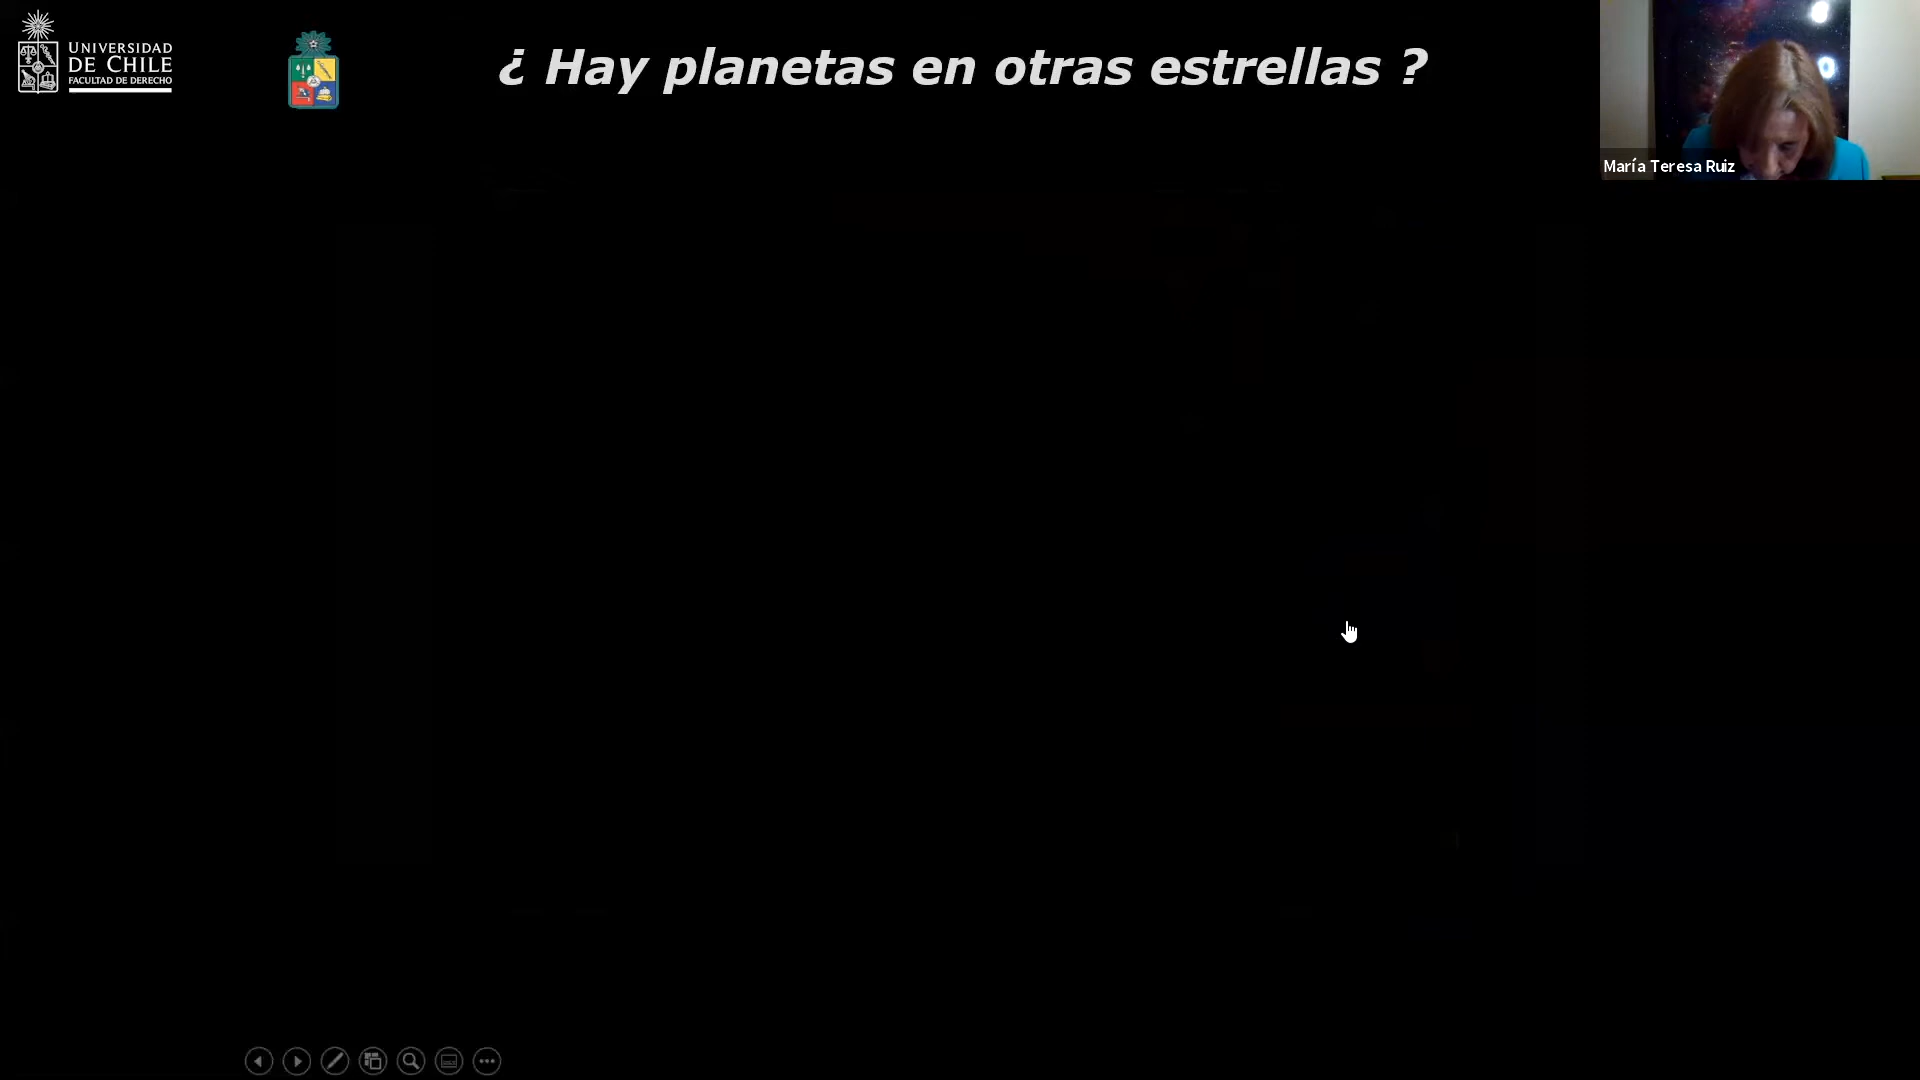 UNIVERSIDAD
DE CHILE
FACULTAD DE DERECHO
¿ Hay planetas en otras estrellas ?
María Teresa Ruiz